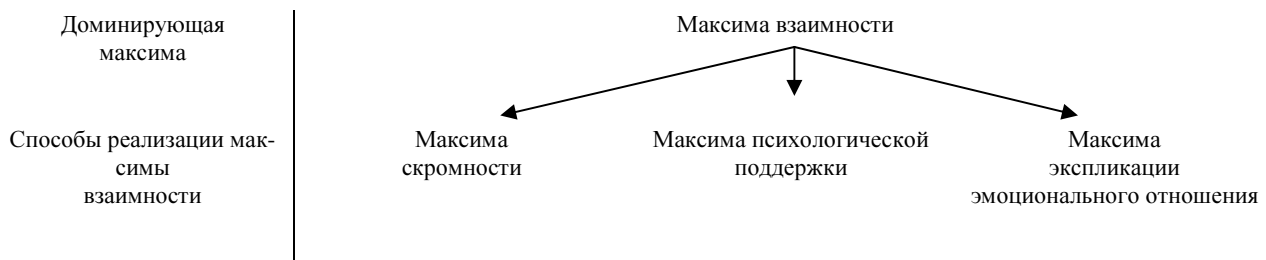 Доминирующая
максима
Максима взаимности
Способы реализации мак-
симы
взаимности
Максима
скромности
Максима психологической
поддержки
Максима
экспликации
эмоционального отношения